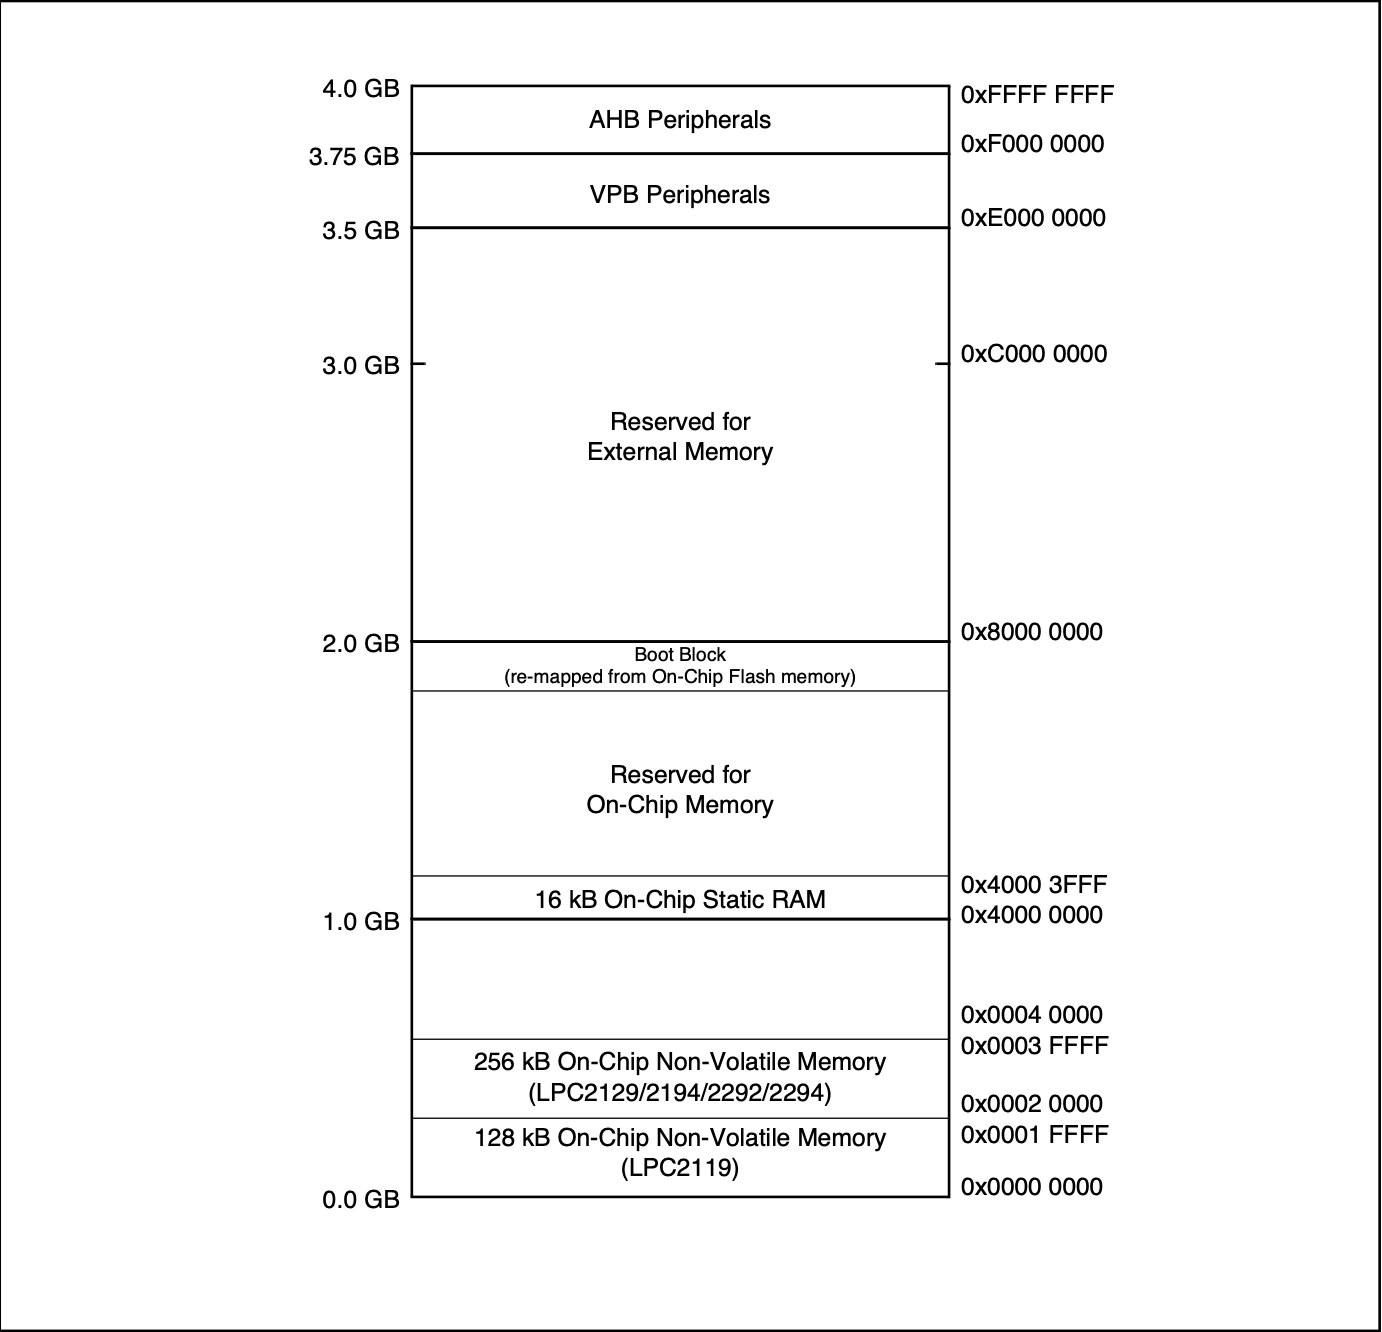 4.0 GB
0xFFFF FFFF
AHB Peripherals
0xF000 0000
3.75 GB
VPB Peripherals
0xE000 0000
3.5 GB
0xC000 0000
3.0 GB
Reserved for
External Memory
0x8000 0000
2.0 GB
Boot Block
(re-mapped from On-Chip Flash memory)
Reserved for
On-Chip Memory
0x4000 3FFF
16 kB On-Chip Static RAM
0x4000 0000
1.0 GB
0x0004 0000
0x0003 FFFF
256 kB On-Chip Non-Volatile Memory
(LPC2129/2194/2292/2294)
0x0002 0000
0x0001 FFFF
128 kB On-Chip Non-Volatile Memory
(LPC2119)
0x0000 0000
0.0 GB